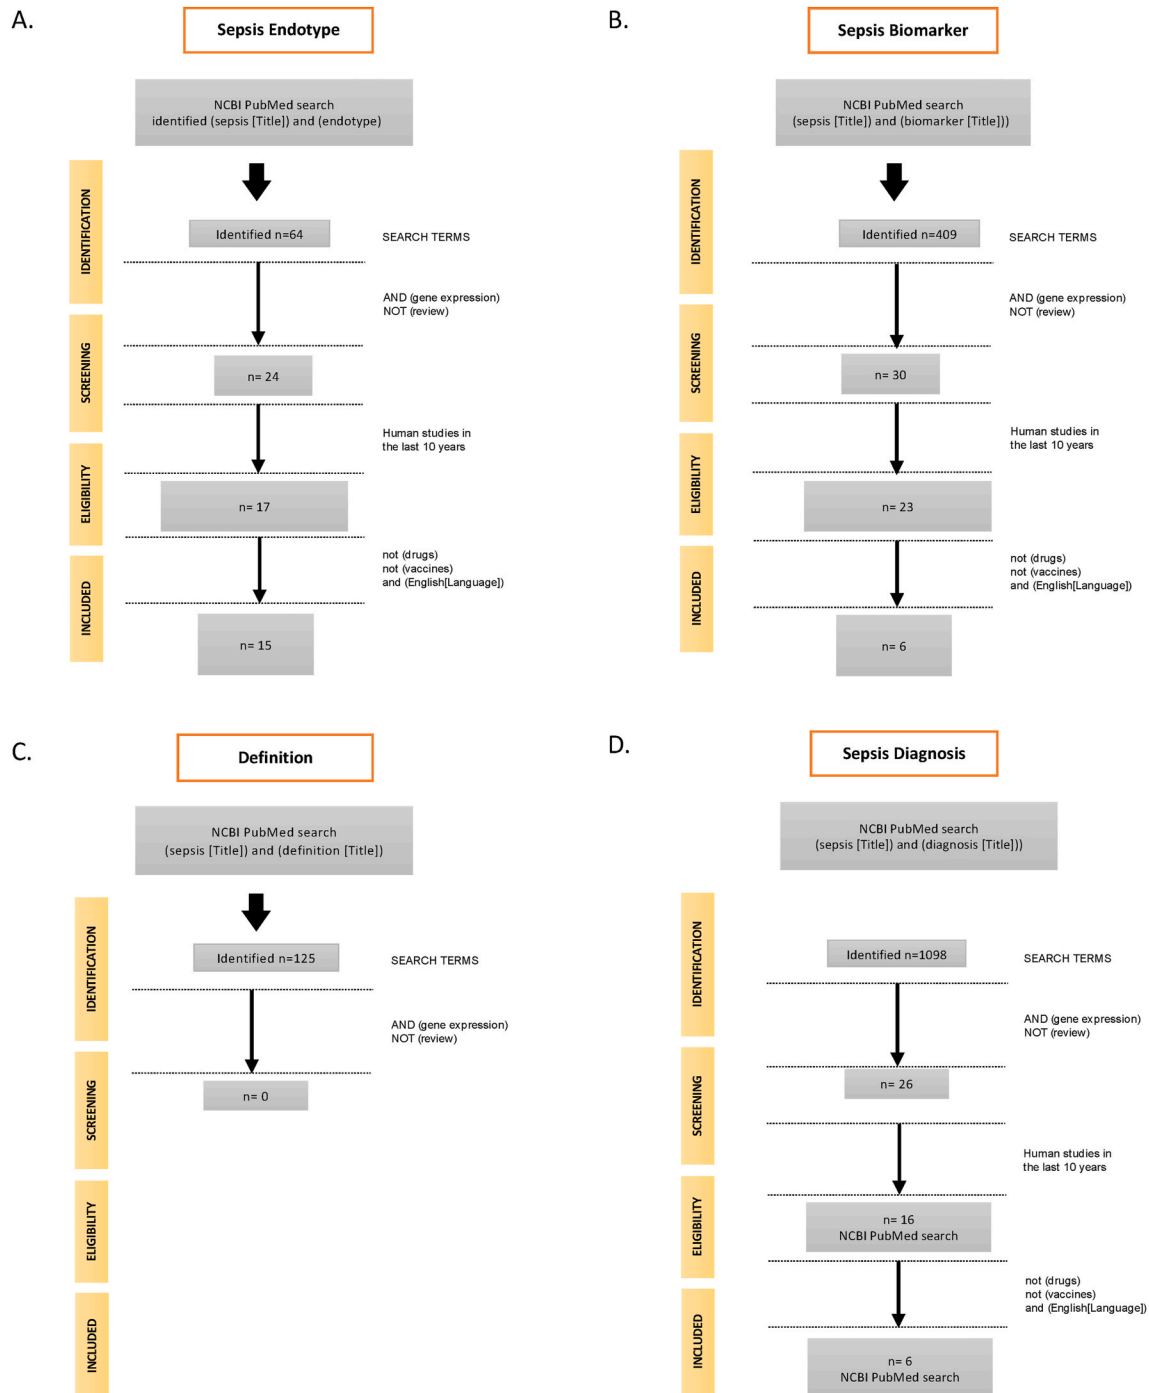 A.
Sepsis Endotype
NCBI PubMed search
identified (sepsis [Title]) and (endotype)
IDENTIFICATION
Identified n=64
SEARCH TERMS
AND (gene expression)
NOT (review)
SCREENING
n= 24
Human studies in
the last 10 years
ELIGIBILITY
n= 17
not (drugs)
not (vaccines)
and (English[Language])
INCLUDED
n= 15
B.
Sepsis Biomarker
NCBI PubMed search
(sepsis [Title]) and (biomarker [Title]))
IDENTIFICATION
Identified n=409
SEARCH TERMS
AND (gene expression)
NOT (review)
SCREENING
n= 30
Human studies in
the last 10 years
ELIGIBILITY
n= 23
not (drugs)
not (vaccines)
and (English[Language])
INCLUDED
n= 6
C.
Definition
NCBI PubMed search
(sepsis [Title]) and (definition [Title])
IDENTIFICATION
Identified n=125
SEARCH TERMS
AND (gene expression)
NOT (review)
SCREENING
n= 0
ELIGIBILITY
INCLUDED
D.
Sepsis Diagnosis
NCBI PubMed search
(sepsis [Title]) and (diagnosis [Title]))
IDENTIFICATION
Identified n=1098
SEARCH TERMS
AND (gene expression)
NOT (review)
SCREENING
n= 26
Human studies in
the last 10 years
ELIGIBILITY
n= 16
NCBI PubMed search
not (drugs)
not (vaccines)
and (English[Language])
INCLUDED
n= 6
NCBI PubMed search